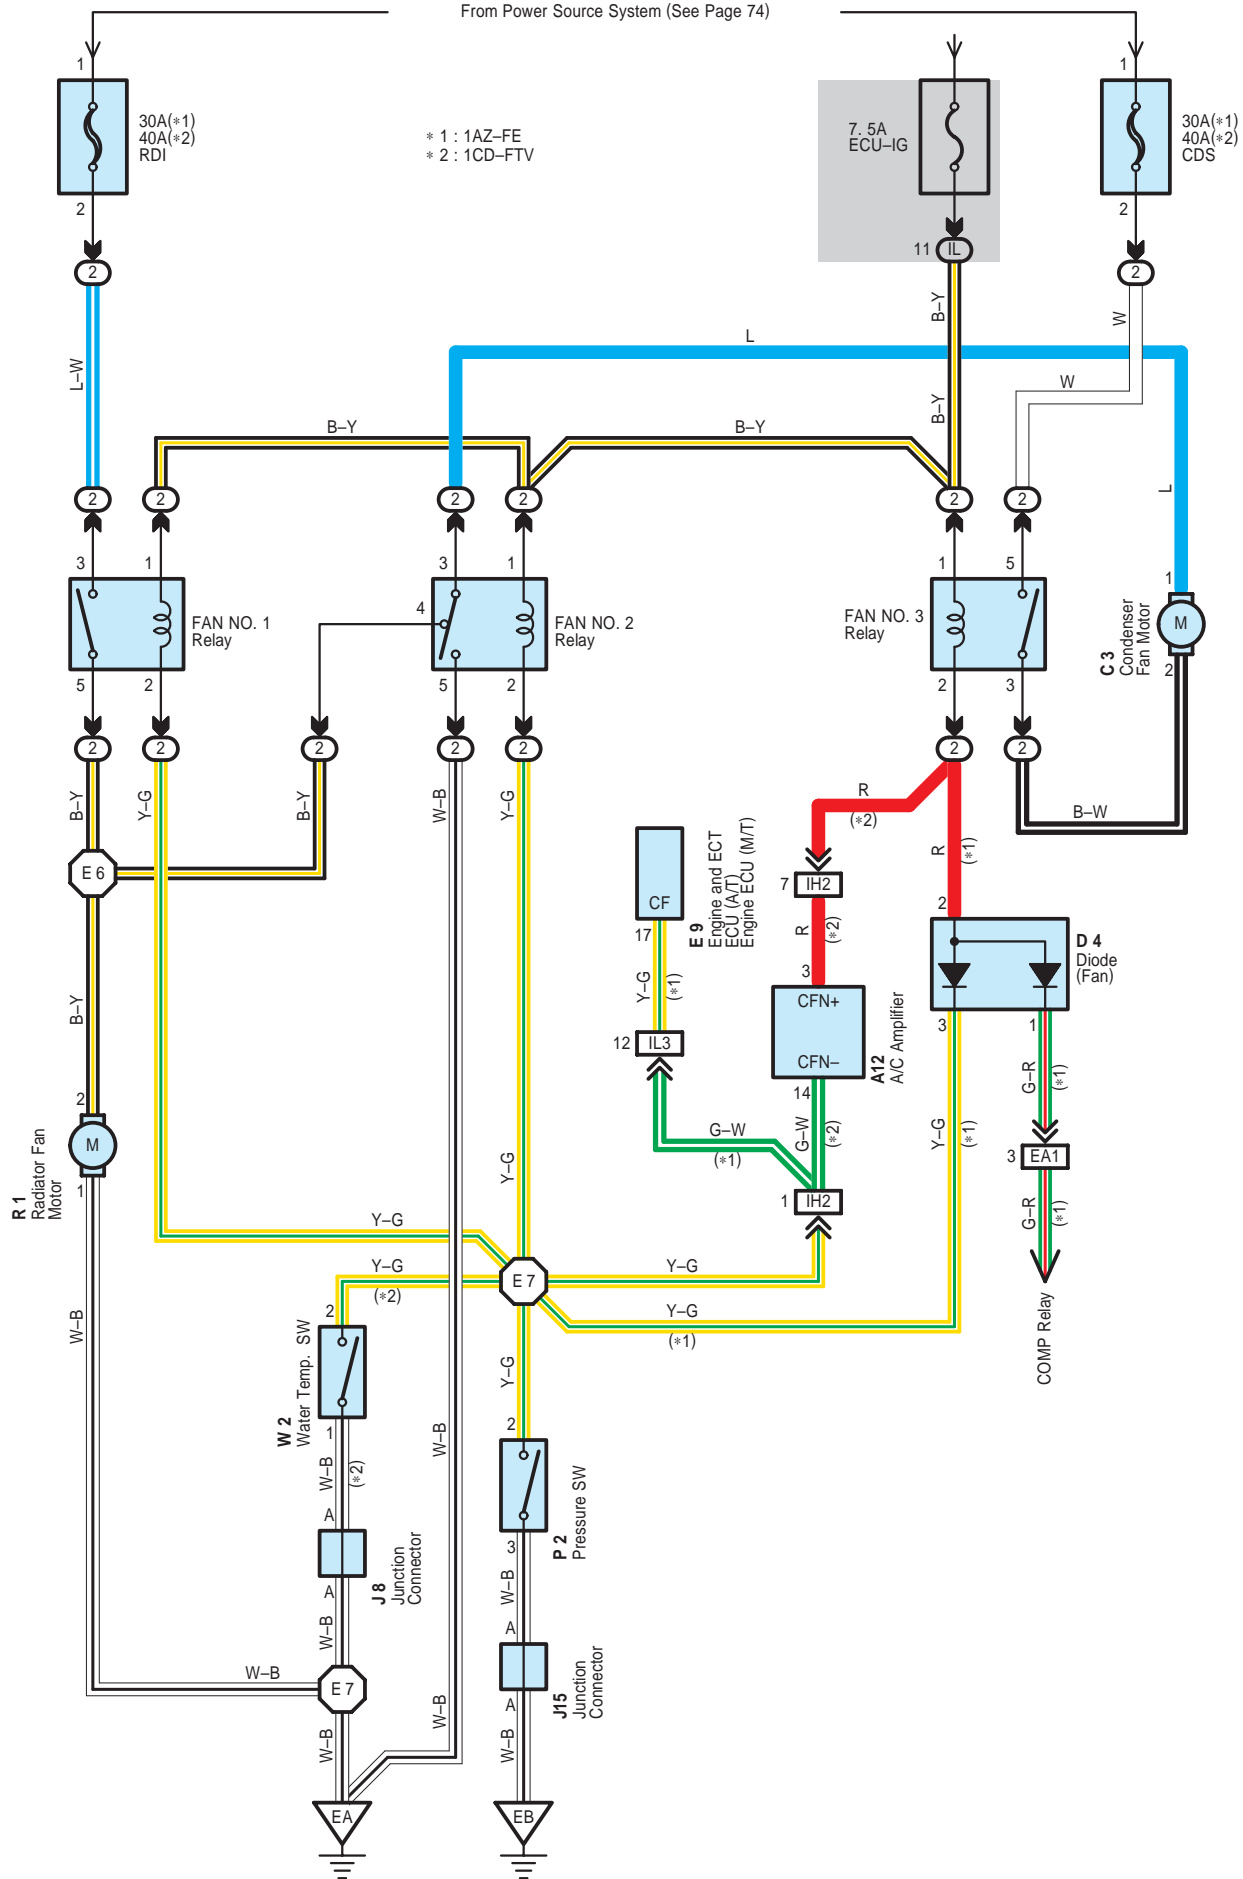 From Power Source System (See Page 74)
1
1
30A(∗1)
40A(∗2)
RDI
∗ 1 : 1AZ–FE
∗ 2 : 1CD–FTV
7. 5A
ECU–IG
30A(∗1)
40A(∗2)
CDS
2
2
11
IL
2
2
L–W
B–Y
W
L
W
B–Y
B–Y
B–Y
L
2
2
2
2
2
2
3
1
3
1
1
5
1
4
FAN NO. 1
Relay
FAN NO. 2
Relay
FAN NO. 3
Relay
M
C 3
Condenser
Fan Motor
5
2
5
2
2
3
2
2
2
2
2
2
2
2
B–Y
Y–G
B–Y
W–B
Y–G
R
(∗2)
R
(∗1)
B–W
E 6
CF
17
E 9
Engine and ECT
ECU (A/T)
Engine ECU (M/T)
7
IH2
2
D 4
Diode
(Fan)
R
(∗2)
3
B–Y
Y–G
(∗1)
CFN+
CFN–
A12
A/C Amplifier
3
1
12
IL3
14
G–R
(∗1)
2
M
1
R 1
Radiator Fan
Motor
G–W
(∗1)
G–W
(∗2)
Y–G
(∗1)
3
EA1
1
IH2
Y–G
G–R
(∗1)
Y–G
Y–G
(∗2)
E 7
Y–G
Y–G
(∗1)
COMP Relay
W–B
2
W 2
Water Temp. SW
1
Y–G
2
W–B
(∗2)
W–B
P 2
Pressure SW
3
A
J 8
Junction
Connector
A
W–B
W–B
A
J15
Junction
Connector
A
W–B
E 7
W–B
W–B
W–B
EA
EB